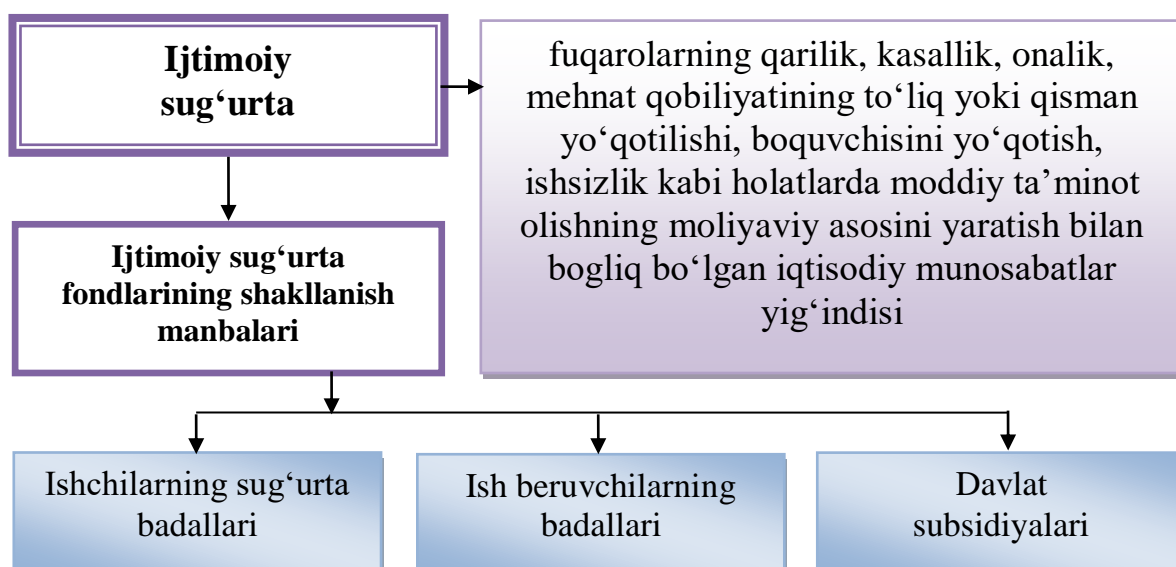 Ijtimoiy
sug‘urta
fuqarolarning qarilik, kasallik, onalik,
mehnat qobiliyatining to‘liq yoki qisman
yo‘qotilishi, boquvchisini yo‘qotish,
ishsizlik kabi holatlarda moddiy ta’minot
olishning moliyaviy asosini yaratish bilan
bogliq bo‘lgan iqtisodiy munosabatlar
yig‘indisi
Ijtimoiy sug‘urta
fondlarining shakllanish
manbalari
Ishchilarning sug‘urta
badallari
Ish beruvchilarning
badallari
Davlat
subsidiyalari